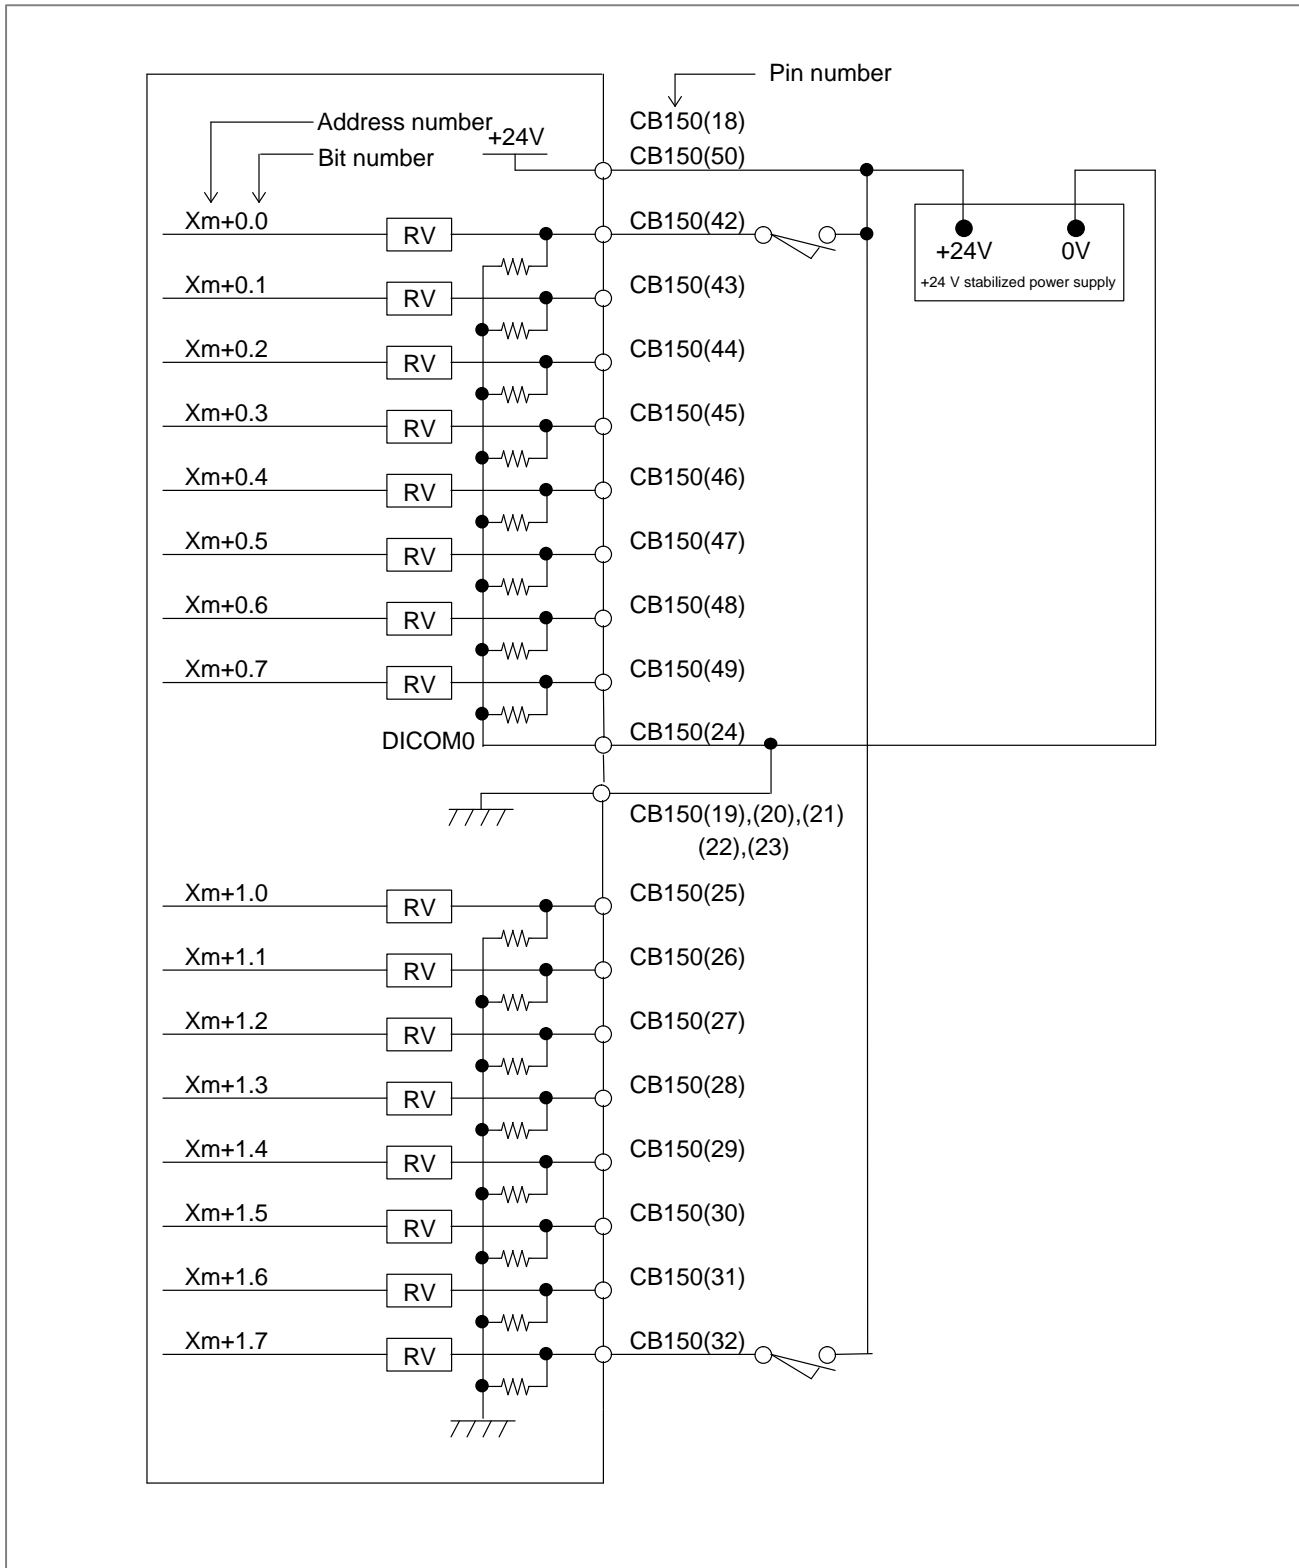 Pin number
CB150(18)
Address number
+24V
CB150(50)
Bit number
Xm+0.0
RV
CB150(42)
+24V
0V
+24 V stabilized power supply
Xm+0.1
RV
CB150(43)
Xm+0.2
RV
CB150(44)
Xm+0.3
RV
CB150(45)
Xm+0.4
RV
CB150(46)
Xm+0.5
RV
CB150(47)
Xm+0.6
RV
CB150(48)
Xm+0.7
RV
CB150(49)
DICOM0
CB150(24)
CB150(19),(20),(21)
(22),(23)
Xm+1.0
RV
CB150(25)
Xm+1.1
RV
CB150(26)
Xm+1.2
RV
CB150(27)
Xm+1.3
RV
CB150(28)
Xm+1.4
RV
CB150(29)
Xm+1.5
RV
CB150(30)
Xm+1.6
RV
CB150(31)
Xm+1.7
RV
CB150(32)